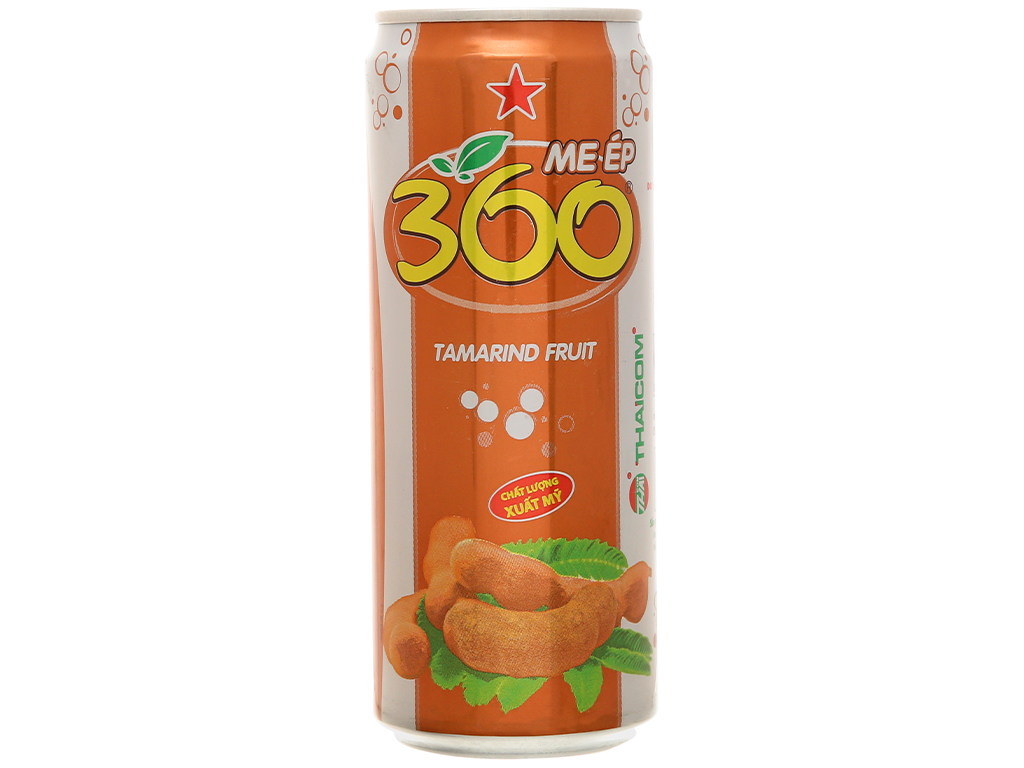 ME ÉP
360®
TAMARIND FRUIT
THAICOM
CHẤT LƯỢNG
XUẤT MỸ